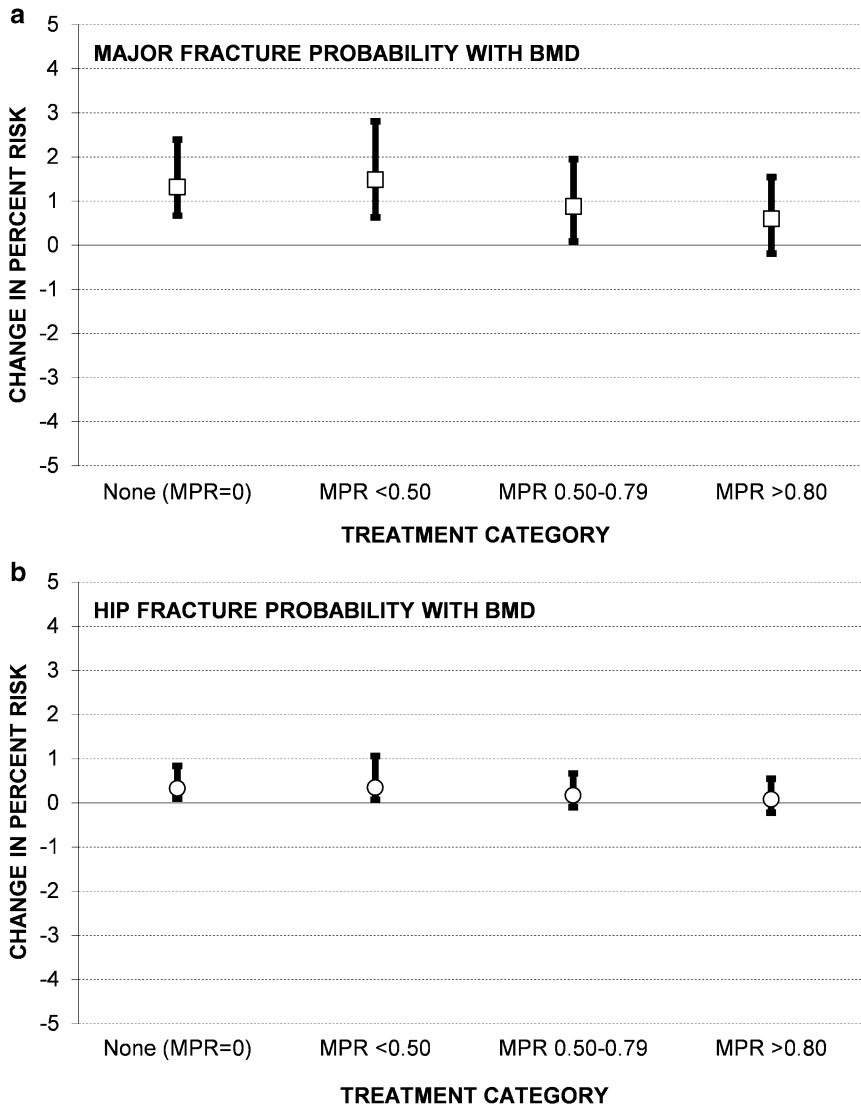 a
MAJOR FRACTURE PROBABILITY WITH BMD
CHANGE IN PERCENT RISK
5
4
3
2
1
0
-1
-2
-3
-4
-5
None (MPR=0) MPR <0.50 MPR 0.50-0.79 MPR >0.80
TREATMENT CATEGORY
b
HIP FRACTURE PROBABILITY WITH BMD
CHANGE IN PERCENT RISK
5
4
3
2
1
0
-1
-2
-3
-4
-5
None (MPR=0) MPR <0.50 MPR 0.50-0.79 MPR >0.80
TREATMENT CATEGORY